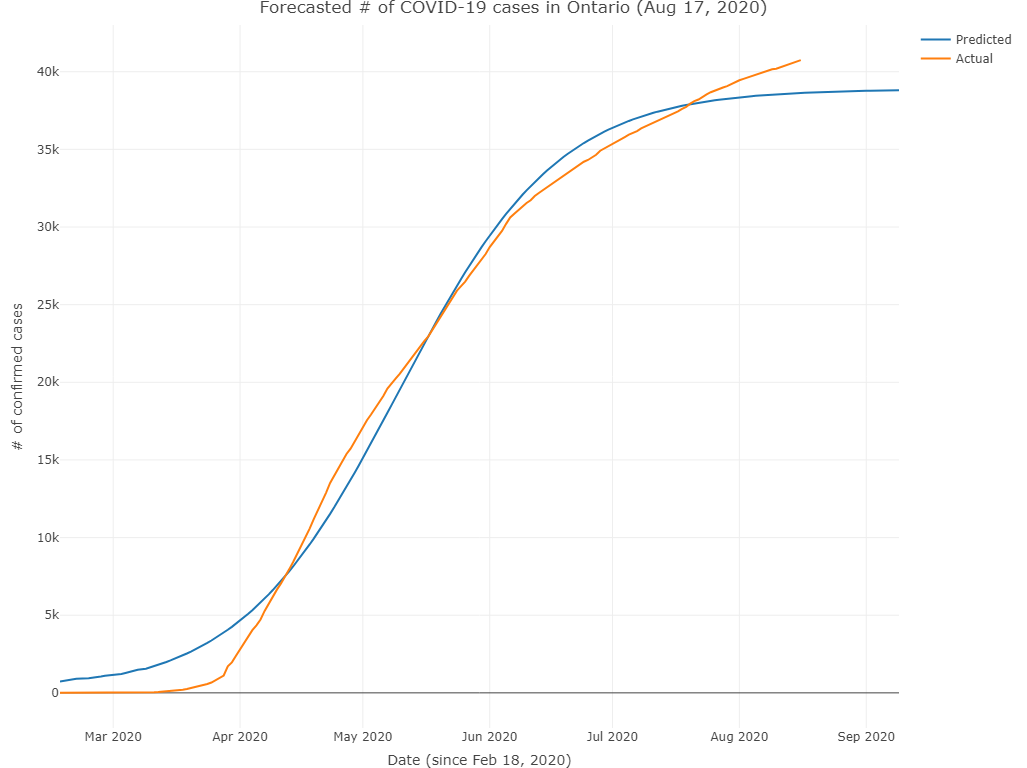 Forecasted # of COVID-19 cases in Ontario (Aug 17, 2020)
Predicted
Actual
40k
35k
30k
25k
20k
15k
10k
5k
0
# of confirmed cases
Mar 2020
Apr 2020
May 2020
Jun 2020
Jul 2020
Aug 2020
Sep 2020
Date (since Feb 18, 2020)